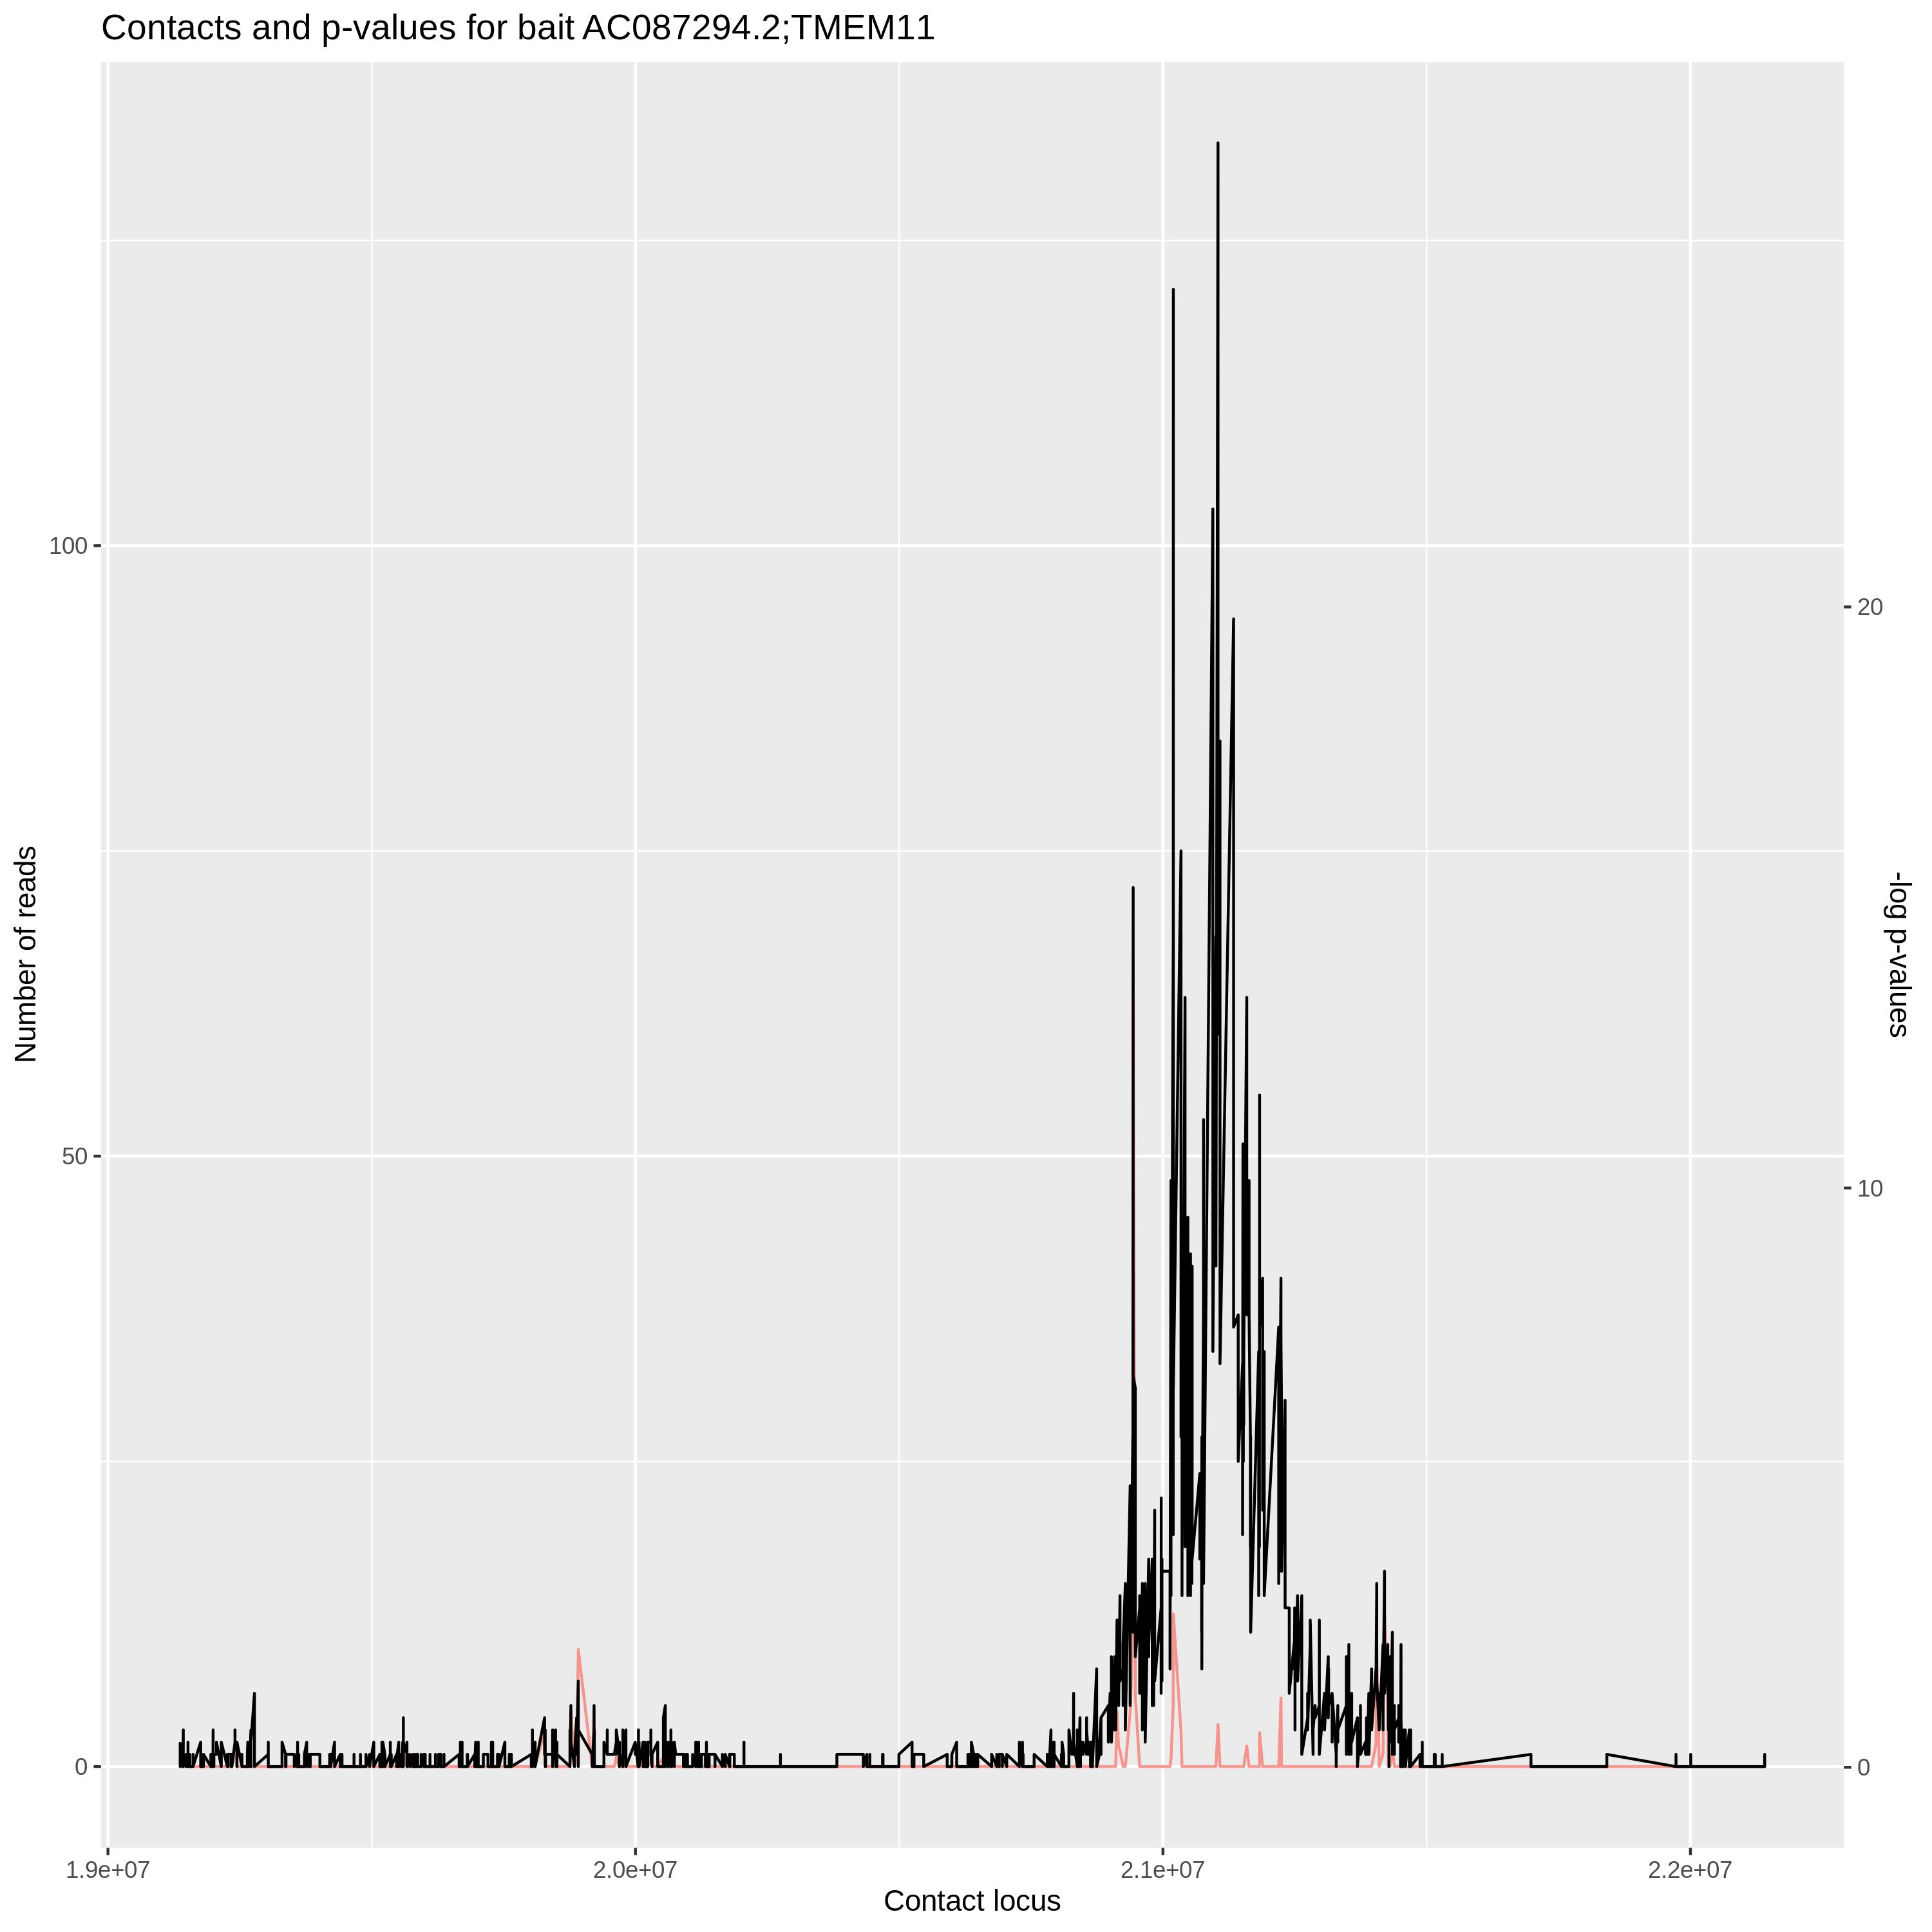 Contacts and p-values for bait AC087294.2;TMEM11
100
50
0
Number of reads
20
10
0
-log p-values
1.9e+07 2.0e+07 2.1e+07 2.2e+07
Contact locus